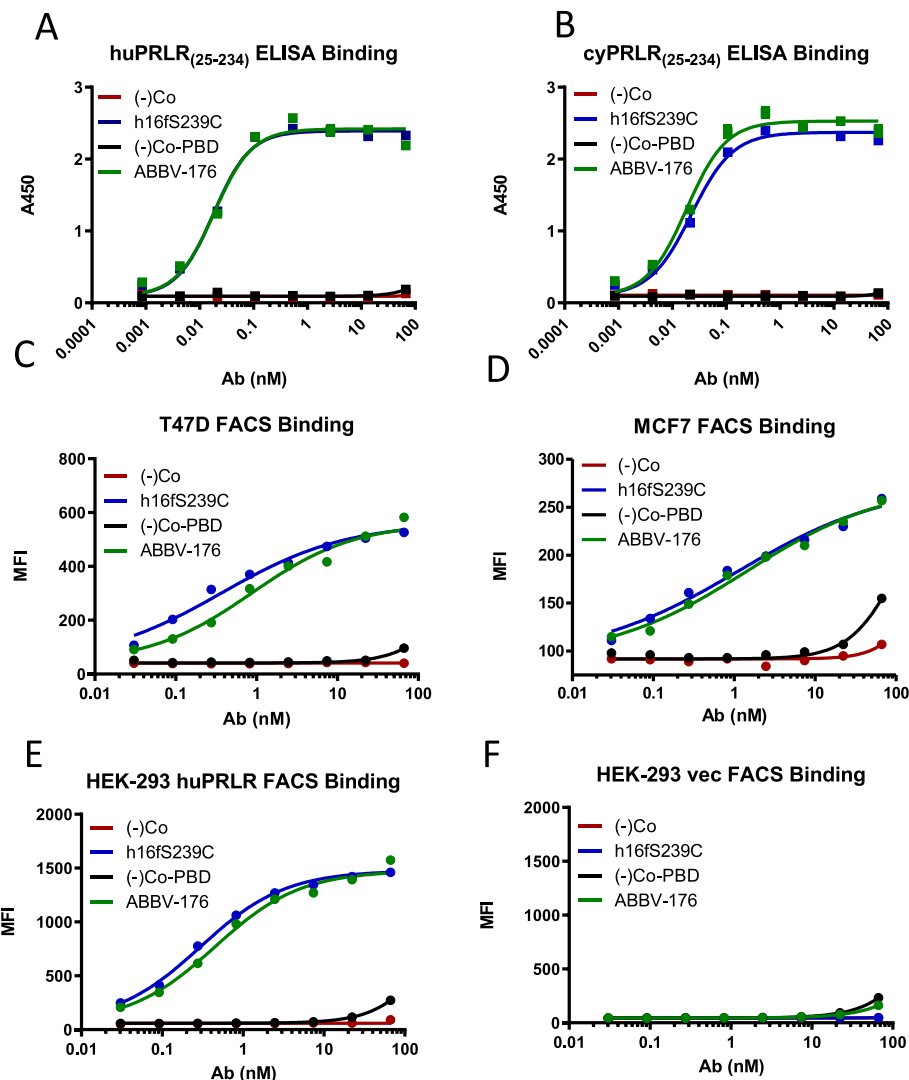 A
huPRLR(25-234) ELISA Binding
3
2
1
0
A450
(-)Co
h16fS239C
(-)Co-PBD
ABBV-176
0.0001
0.001
0.01
0.1
1
10
100
Ab (nM)
B
cyPRLR(25-234) ELISA Binding
3
2
1
0
A450
(-)Co
h16fS239C
(-)Co-PBD
ABBV-176
0.0001
0.001
0.01
0.1
1
10
100
Ab (nM)
C
T47D FACS Binding
800
600
400
200
0
MFI
(-)Co
h16fS239C
(-)Co-PBD
ABBV-176
0.01
0.1
1
10
100
Ab (nM)
D
MCF7 FACS Binding
300
250
200
150
100
MFI
(-)Co
h16fS239C
(-)Co-PBD
ABBV-176
0.01
0.1
1
10
100
Ab (nM)
E
HEK-293 huPRLR FACS Binding
2000
1500
1000
500
0
MFI
(-)Co
h16fS239C
(-)Co-PBD
ABBV-176
0.01
0.1
1
10
100
Ab (nM)
F
HEK-293 vec FACS Binding
2000
1500
1000
500
0
MFI
(-)Co
h16fS239C
(-)Co-PBD
ABBV-176
0.01
0.1
1
10
100
Ab (nM)